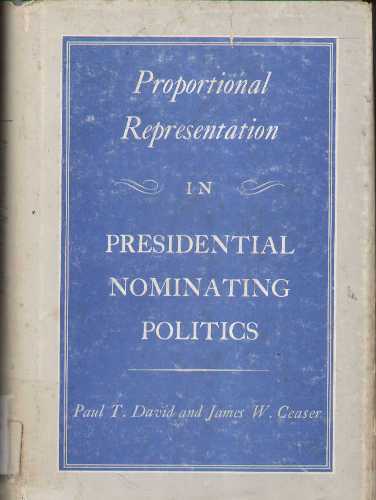 Proportional
Representation
IN
PRESIDENTIAL
NOMINATING
POLITICS
Paul T. David and James W. Ceaser